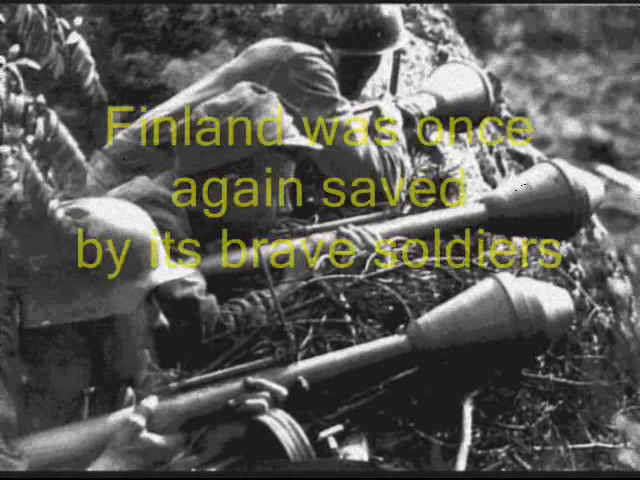 Finland was once
again saved
by its brave soldiers